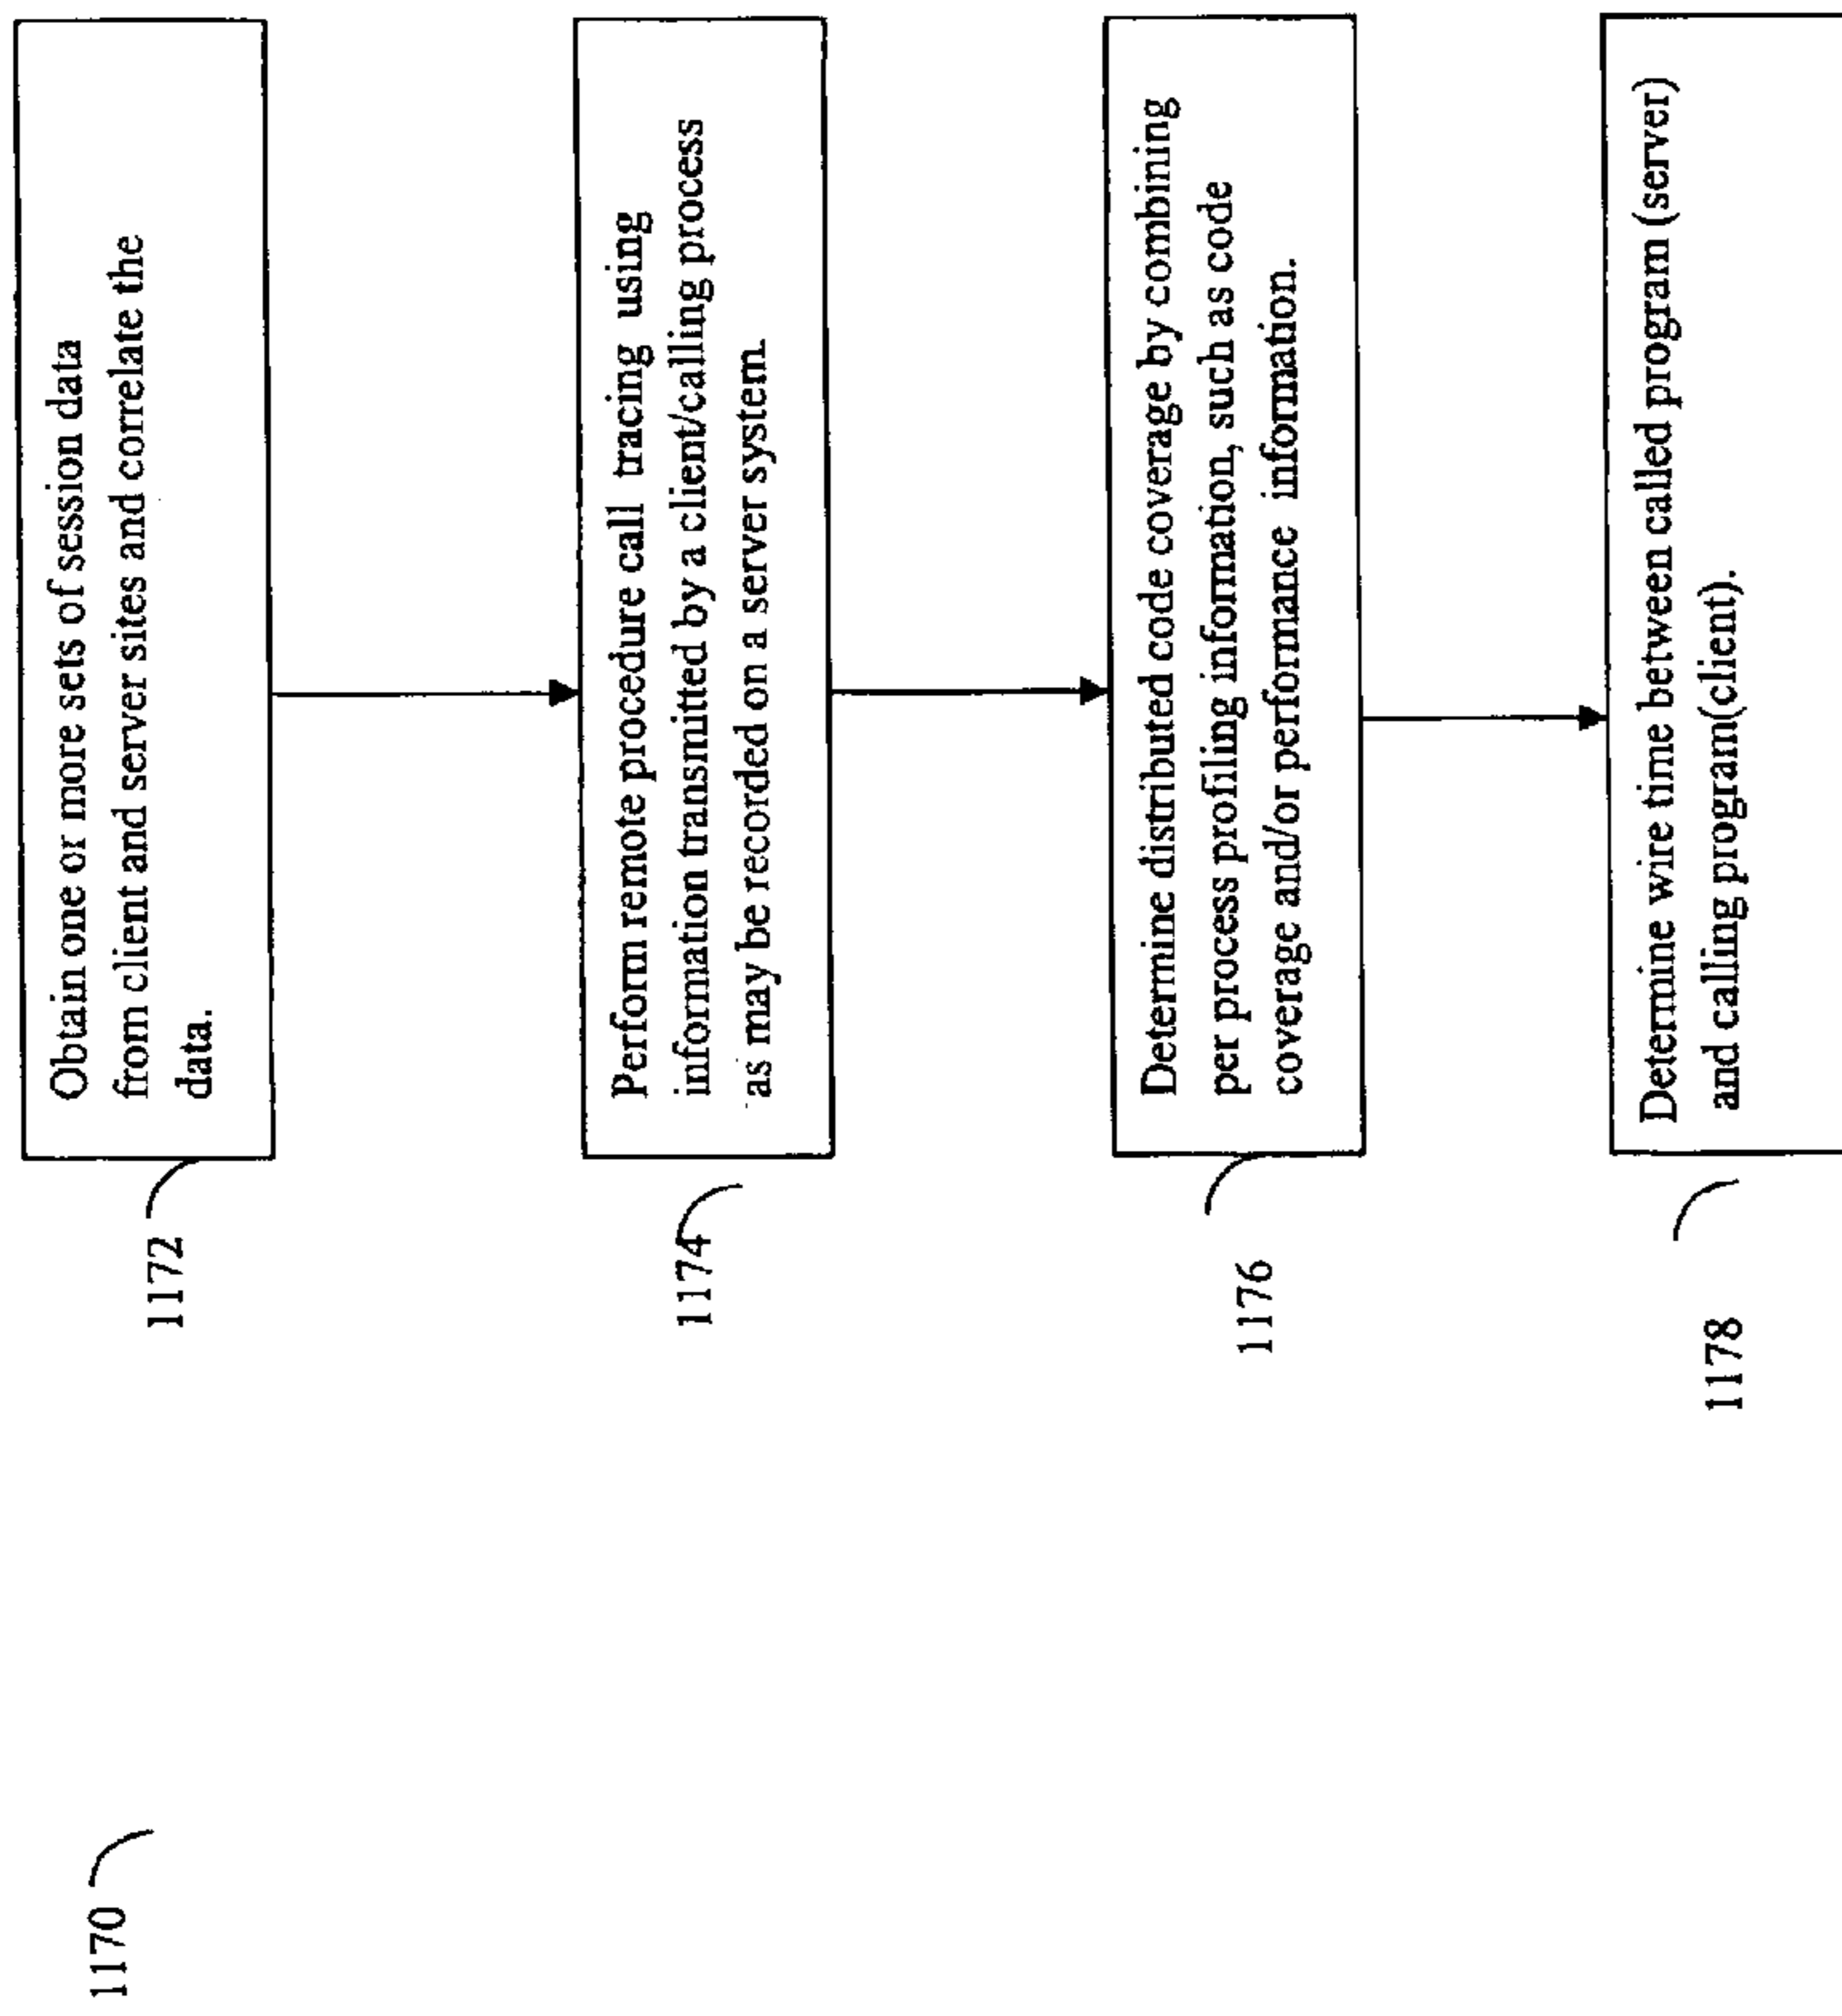 1170
1172
Obtain one or more sets of session data
from client and server sites and correlate the
data.
1174
Perform remote procedure call tracing using
information transmitted by a client/calling process
as may be recorded on a server system.
1176
Determine distributed code coverage by combining
per process profiling information, such as code
coverage and/or performance information.
1178
Determine wire time between called program (server)
and calling program(client).